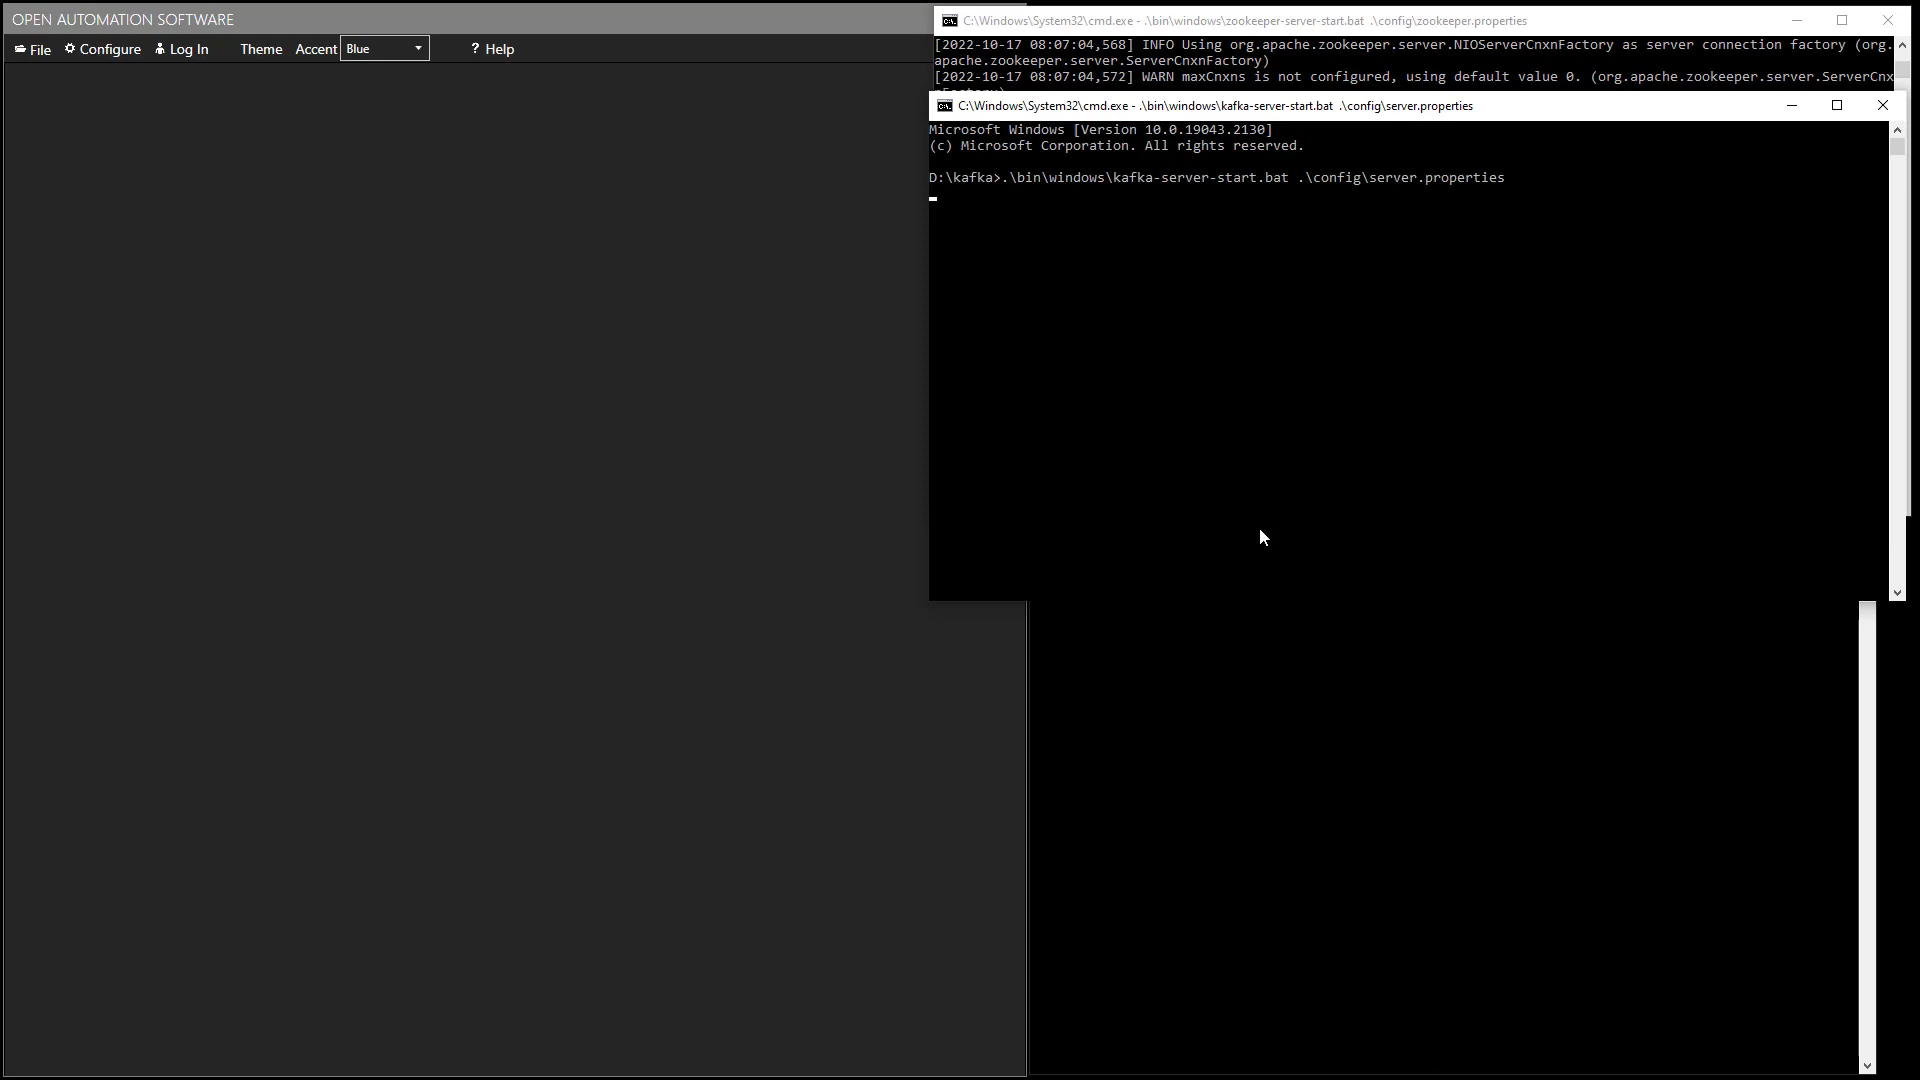 OPEN AUTOMATION SOFTWARE
File Configure Log In Theme Accent Blue ? Help
C:\Windows\System32\cmd.exe - .\bin\windows\zookeeper-server-start.bat .\config\zookeeper.properties
[2022-10-17 08:07:04,568] INFO Using org.apache.zookeeper.server.NIOServerCnxnFactory as server connection factory (org.
apache.zookeeper.server.ServerCnxnFactory)
[2022-10-17 08:07:04,572] WARN maxCnxns is not configured, using default value 0. (org.apache.zookeeper.server.ServerCnx
C:\Windows\System32\cmd.exe - .\bin\windows\kafka-server-start.bat .\config\server.properties
Microsoft Windows [Version 10.0.19043.2130]
(c) Microsoft Corporation. All rights reserved.
D:\kafka>.\bin\windows\kafka-server-start.bat .\config\server.properties